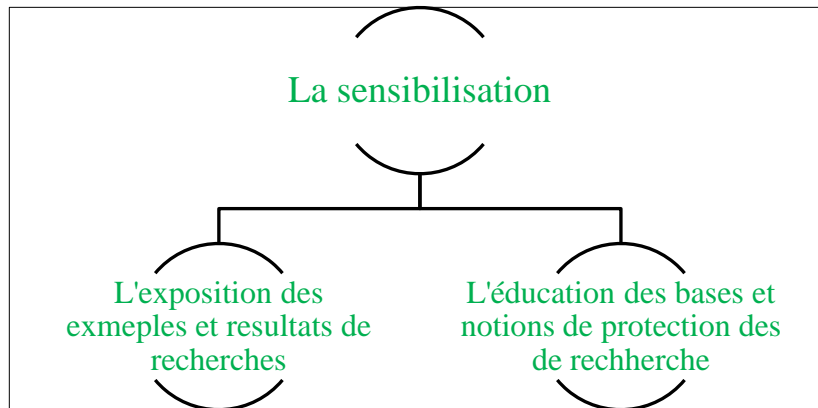 La sensibilisation
L'exposition des
exmeples et resultats de
recherches
L'éducation des bases et
notions de protection des
de rechherche